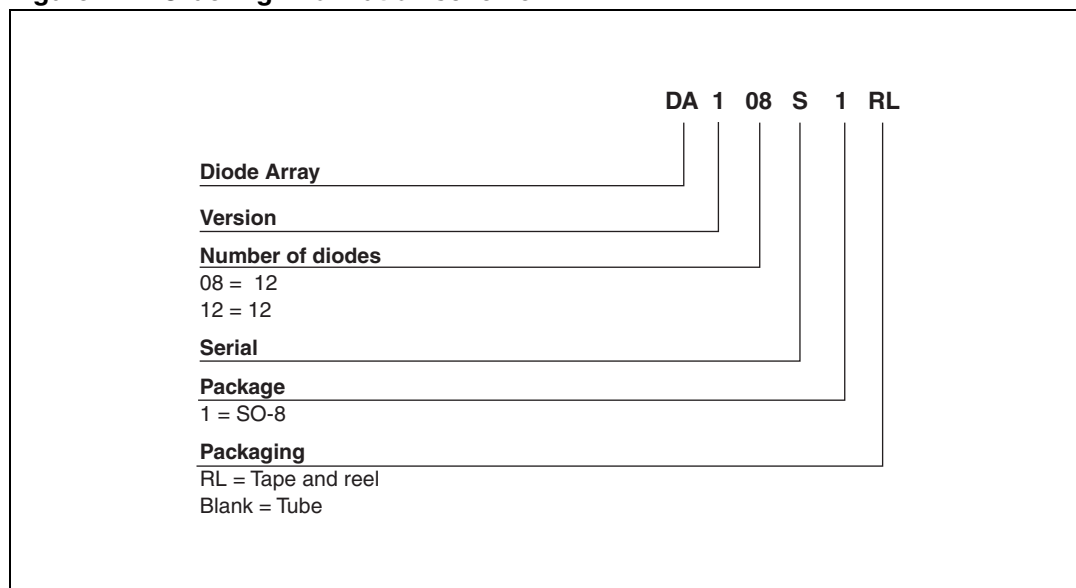 DA 1 08 S 1 RL
Diode Array
Version
Number of diodes
08 = 12
12 = 12
Serial
Package
1 = SO-8
Packaging
RL = Tape and reel
Blank = Tube